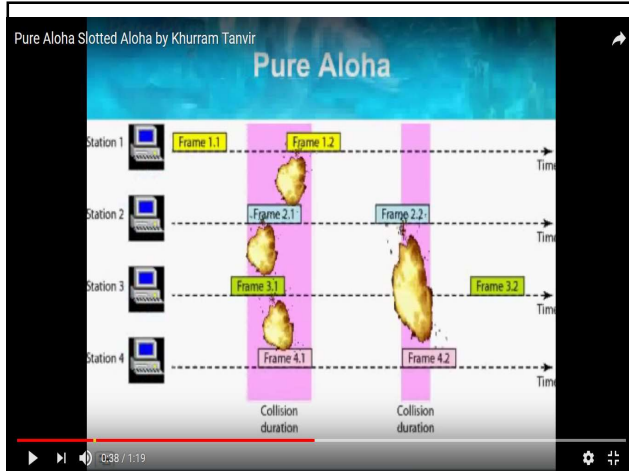 Pure Aloha Slotted Aloha by Khurram Tanvir
Pure Aloha
Station 1
Frame 1.1
Frame 1.2
Time
Station 2
Frame 2.1
Frame 2.2
Time
Station 3
Frame 3.1
Frame 3.2
Time
Station 4
Frame 4.1
Frame 4.2
Time
Collision
duration
Collision
duration
0:38 / 1:19